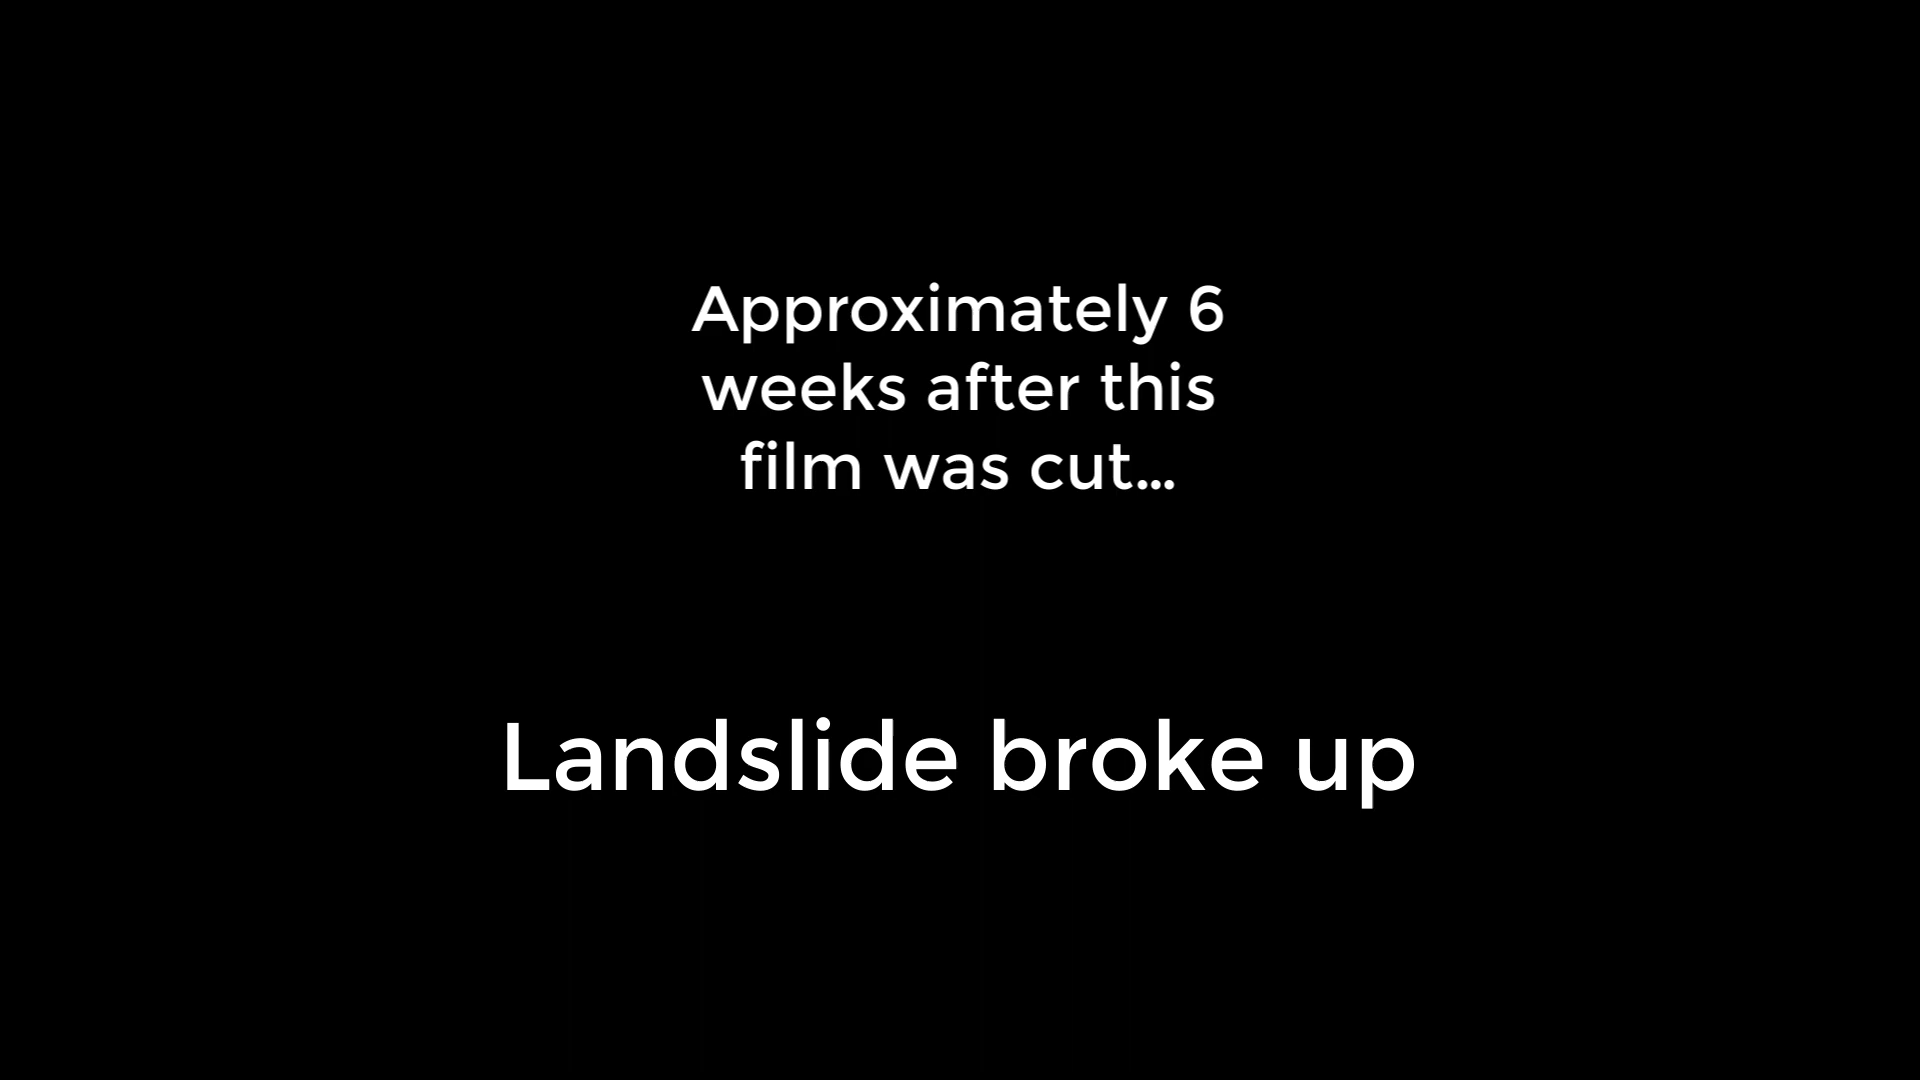 Approximately 6
weeks after this
film was cut...
Landslide broke up